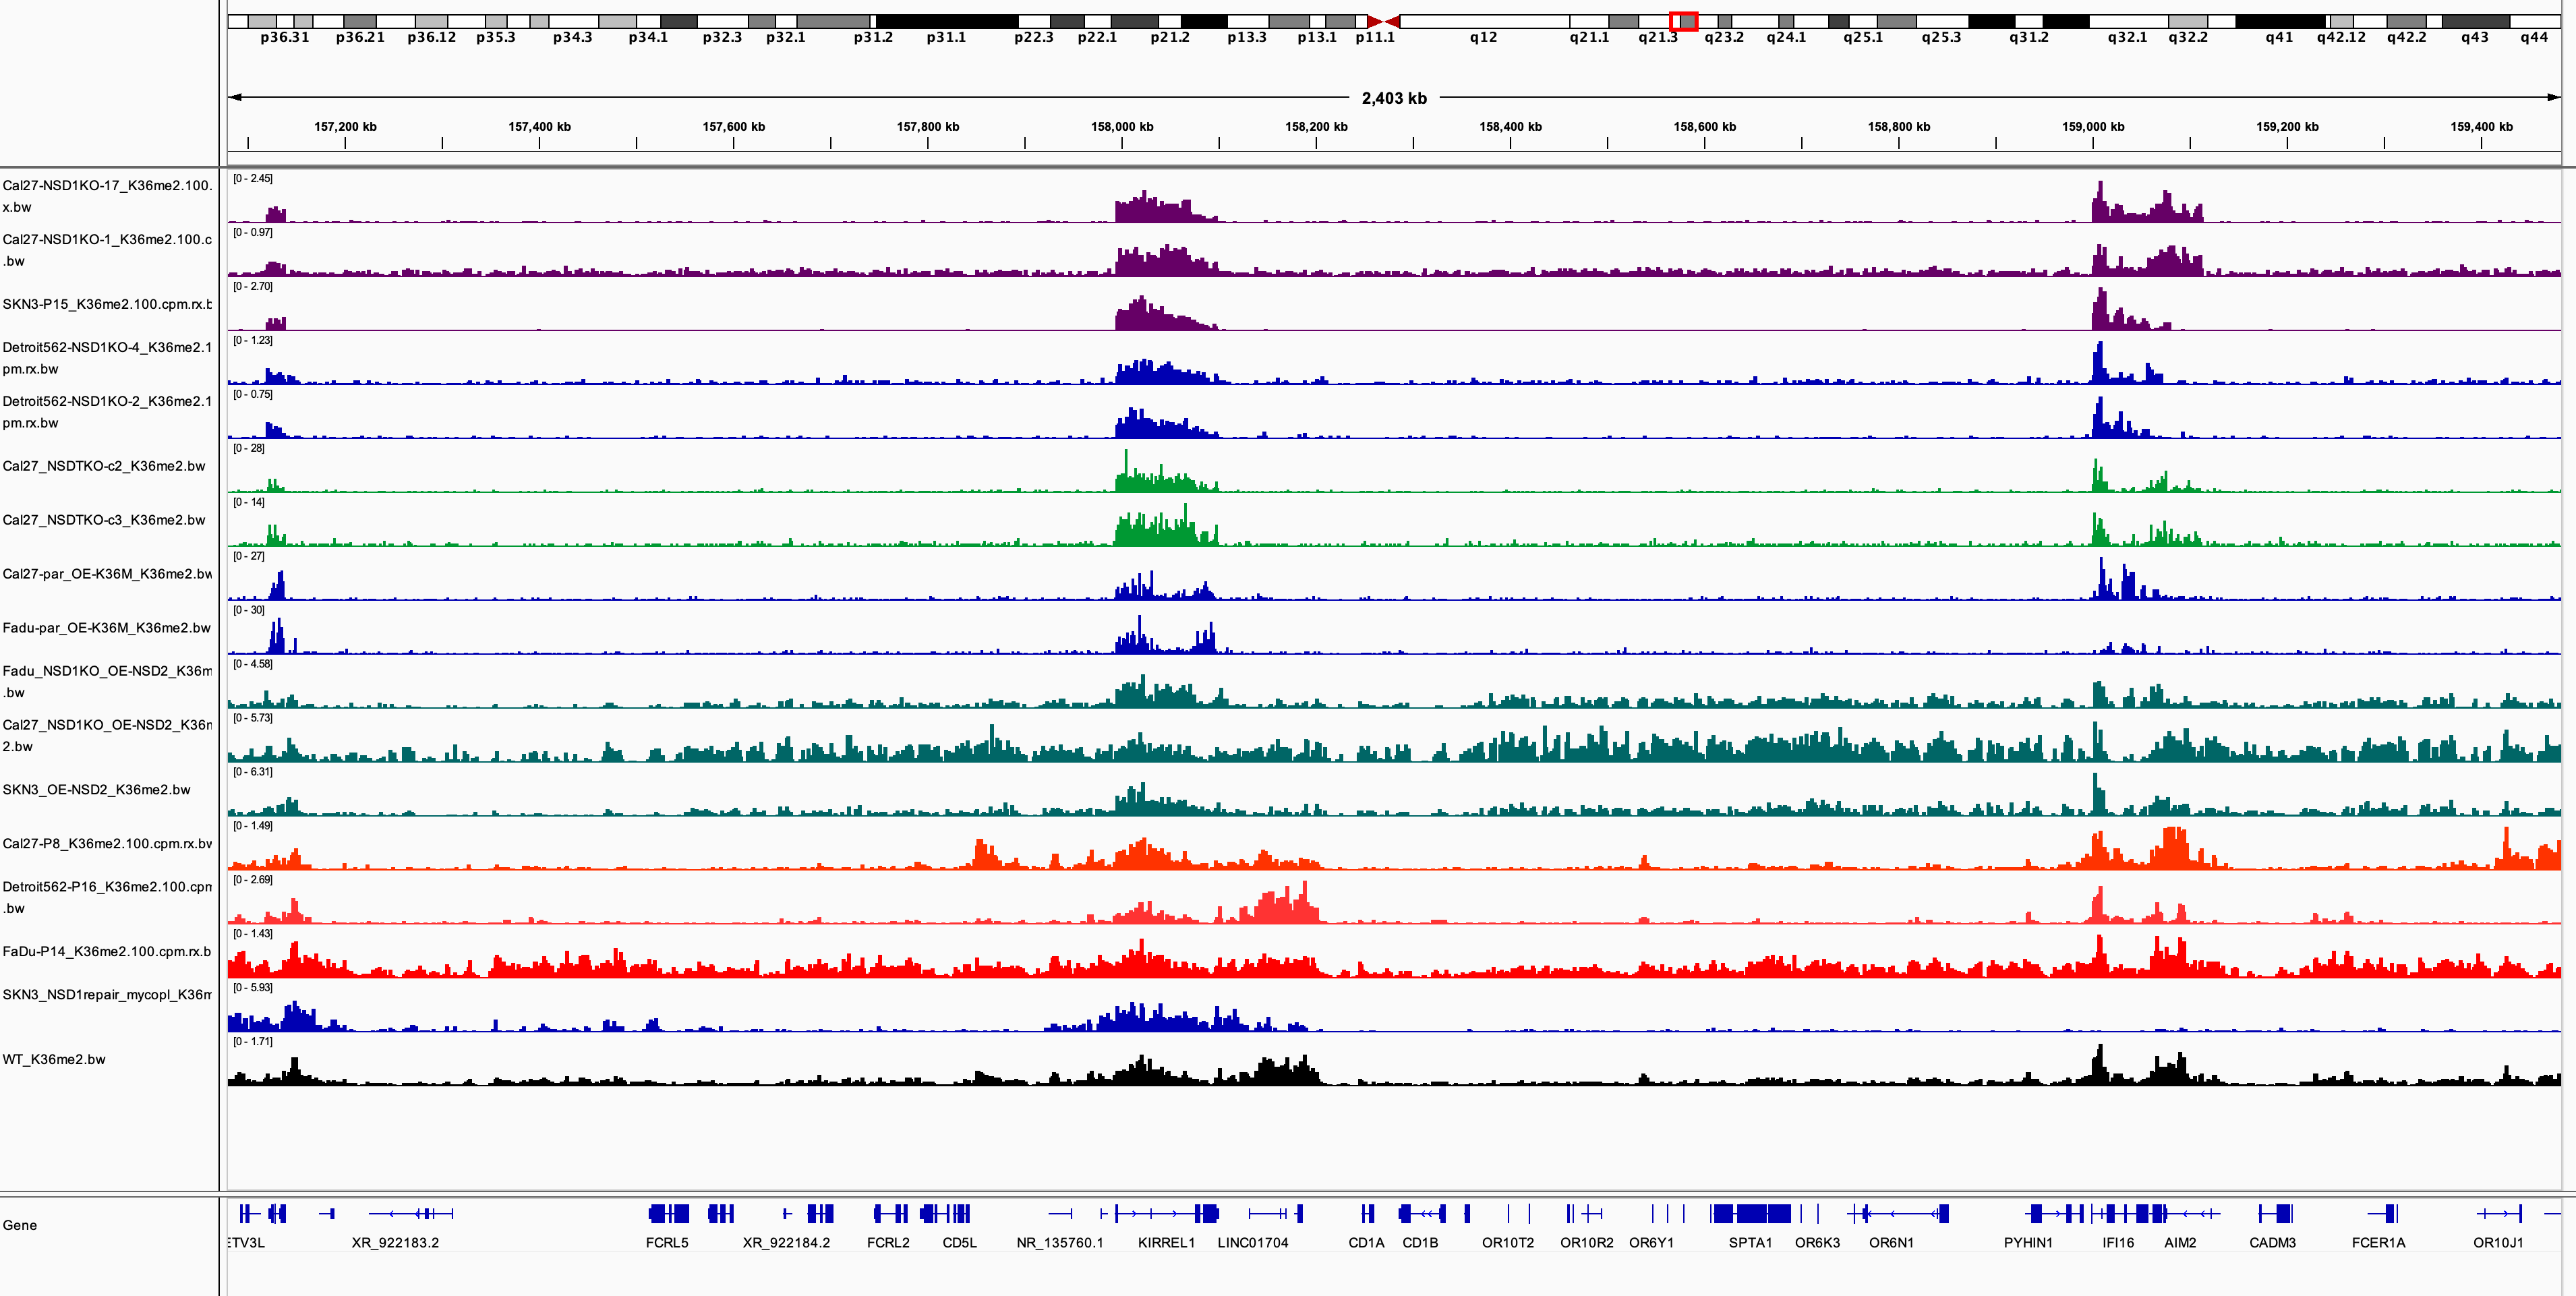 p36.31 p36.21 p36.12 p35.3 p34.3 p34.1 p32.3 p32.1 p31.2 p31.1 p22.3 p22.1 p21.2 p13.3 p13.1 p11.1 q12 q21.1 q21.3 q23.2 q24.1 q25.1 q25.3 q31.2 q32.1 q32.2 q41 q42.12 q42.2 q43 q44
2,403 kb
157,200 kb 157,400 kb 157,600 kb 157,800 kb 158,000 kb 158,200 kb 158,400 kb 158,600 kb 158,800 kb 159,000 kb 159,200 kb 159,400 kb
[0 - 2.45]
Cal27-NSD1KO-17_K36me2.100.
x.bw
[0 - 0.97]
Cal27-NSD1KO-1_K36me2.100.c
.bw
[0 - 2.70]
SKN3-P15_K36me2.100.cpm.rx.b
[0 - 1.23]
Detroit562-NSD1KO-4_K36me2.1
pm.rx.bw
[0 - 0.75]
Detroit562-NSD1KO-2_K36me2.1
pm.rx.bw
[0 - 28]
Cal27_NSDTKO-c2_K36me2.bw
[0 - 14]
Cal27_NSDTKO-c3_K36me2.bw
[0 - 27]
Cal27-par_OE-K36M_K36me2.bw
[0 - 30]
Fadu-par_OE-K36M_K36me2.bw
[0 - 4.58]
Fadu_NSD1KO_OE-NSD2_K36m
.bw
[0 - 5.73]
Cal27_NSD1KO_OE-NSD2_K36r
2.bw
[0 - 6.31]
SKN3_OE-NSD2_K36me2.bw
[0 - 1.49]
Cal27-P8_K36me2.100.cpm.rx.bv
[0 - 2.69]
Detroit562-P16_K36me2.100.cpr
.bw
[0 - 1.43]
FaDu-P14_K36me2.100.cpm.rx.b
[0 - 5.93]
SKN3_NSD1repair_mycopl_K36m
[0 - 1.71]
WT_K36me2.bw
Gene
ETV3L XR_922183.2 FCRL5 XR_922184.2 FCRL2 CD5L NR_135760.1 KIRREL1 LINC01704 CD1A CD1B OR10T2 OR10R2 OR6Y1 SPTA1 OR6K3 OR6N1 PYHIN1 IFI16 AIM2 CADM3 FCER1A OR10J1